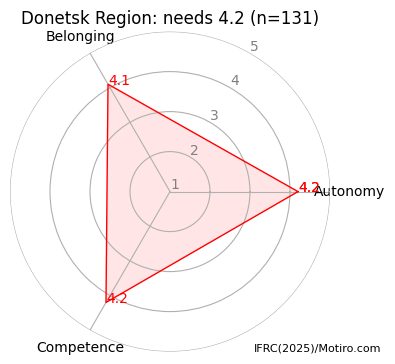 Donetsk Region: needs 4.2 (n=131)
Belonging
5
4.1
4
3
2
1
4.2
Autonomy
4.2
Competence
IFRC(2025)/Motiro.com